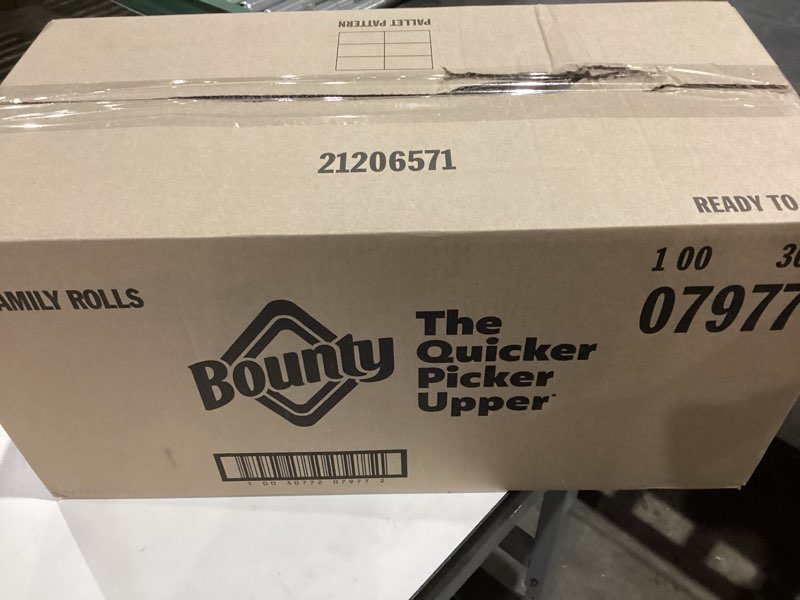 PALLET PATTERN
21206571
READY TO
1 00 30
07977
AMILY ROLLS
Bounty
The
Quicker
Picker
Upper
1 00 30772 07977 2